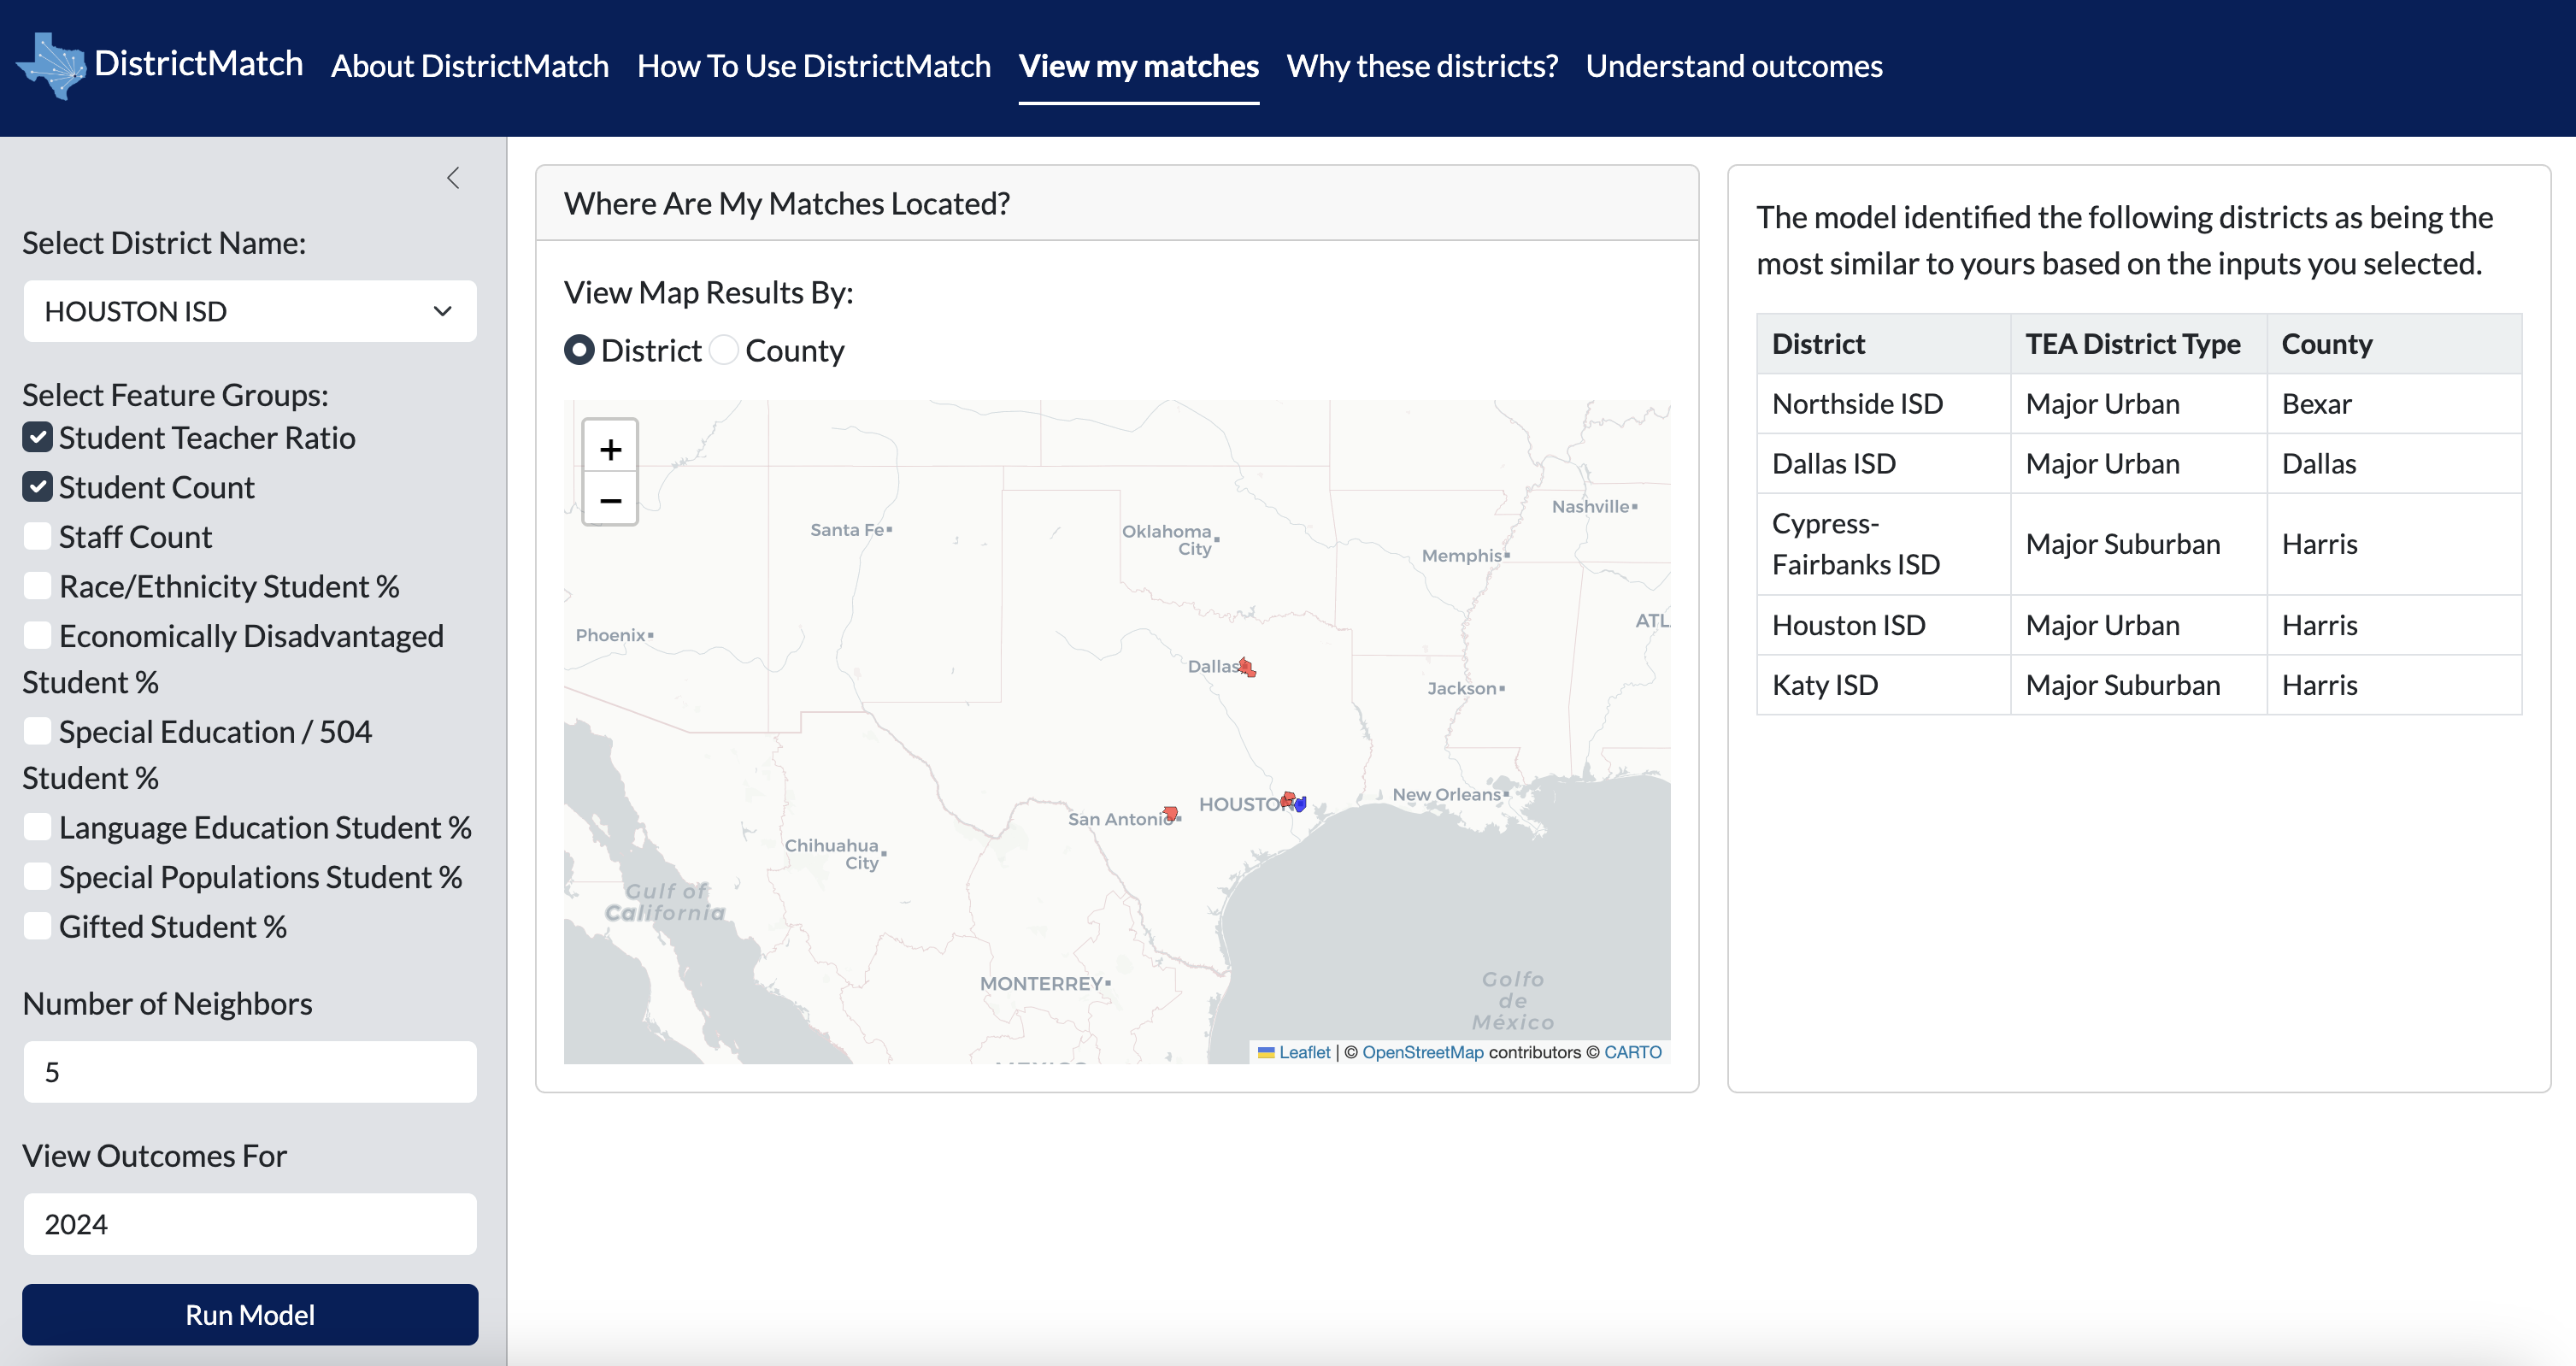 DistrictMatch
About DistrictMatch
How To Use DistrictMatch
View my matches
Why these districts?
Understand outcomes
Select District Name:
HOUSTON ISD
Select Feature Groups:
Student Teacher Ratio
Student Count
Staff Count
Race/Ethnicity Student %
Economically Disadvantaged
Student %
Special Education / 504
Student %
Language Education Student %
Special Populations Student %
Gifted Student %
Number of Neighbors
5
View Outcomes For
2024
Run Model
Where Are My Matches Located?
View Map Results By:
District
County
+
−
Santa Fe
Oklahoma
City
Nashville
Memphis
Phoenix
ATL
Dallas
Jackson
San Antonio
New Orleans
Chihuahua
City
Gulf of
California
MONTERREY
Golfo
de
México
Leaflet | © OpenStreetMap contributors © CARTO
The model identified the following districts as being the
most similar to yours based on the inputs you selected.
District TEA District Type County
Northside ISD Major Urban Bexar
Dallas ISD Major Urban Dallas
Cypress-
Fairbanks ISD Major Suburban Harris
Houston ISD Major Urban Harris
Katy ISD Major Suburban Harris